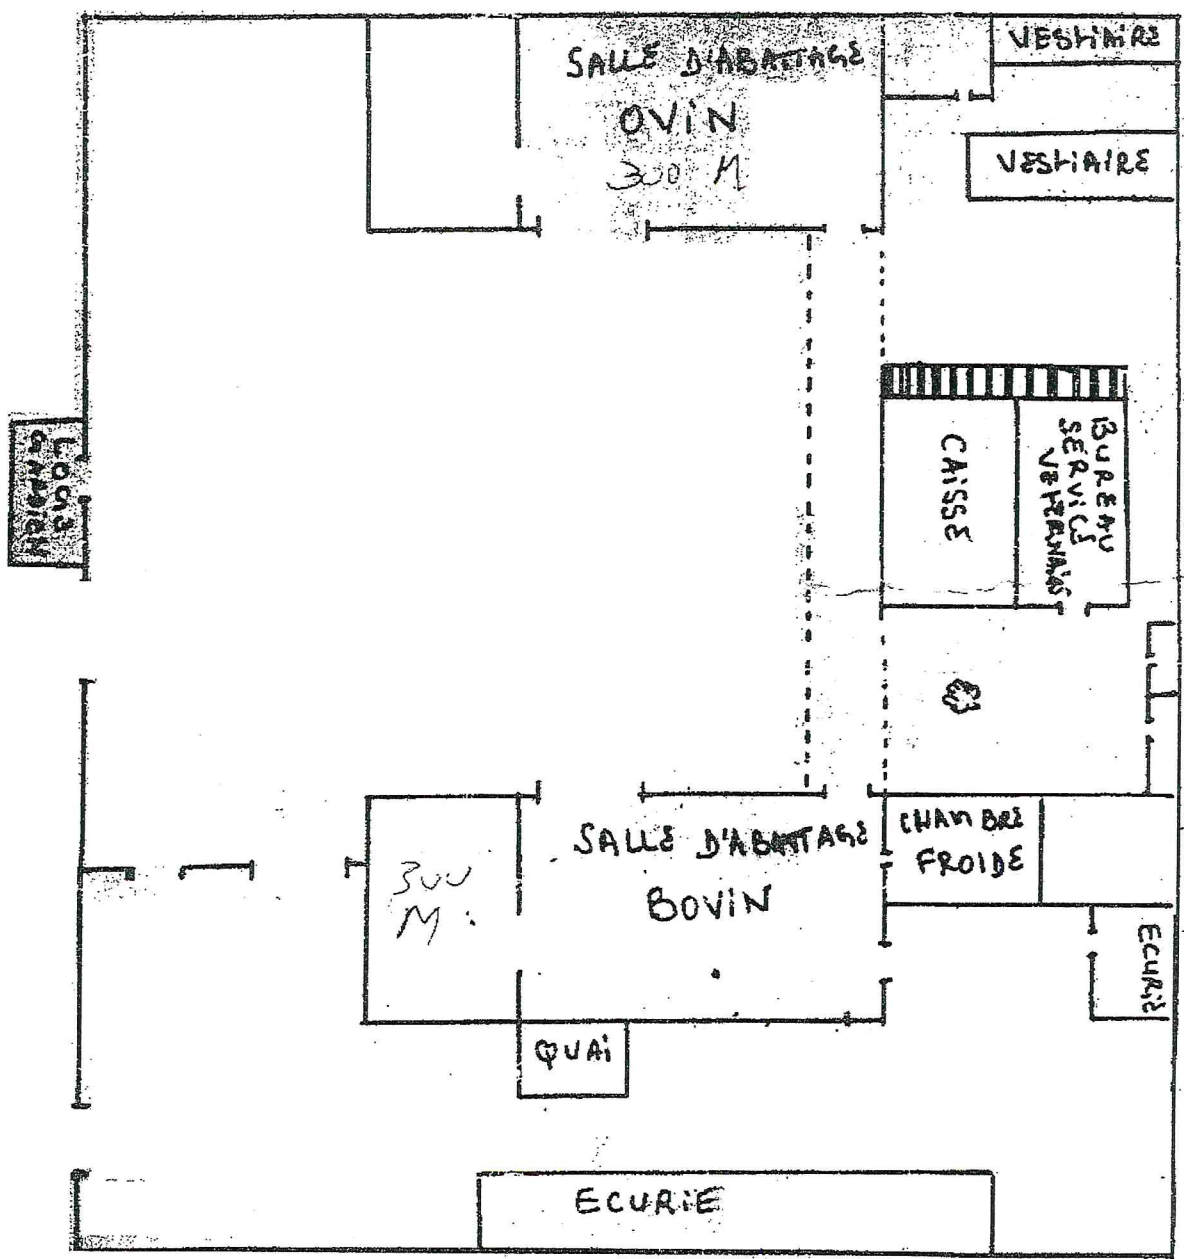 VESTIAIRE
SALLE D'ABATTAGE
OVIN
300 M
VESTIAIRE
LOGE
GARDIEN
CAISSE
BUREAU
SERVICE
CHAMBRE
FROIDE
SALLE D'ABATTAGE
BOVIN
300
M.
ECURIE
QUAI
ECURIE